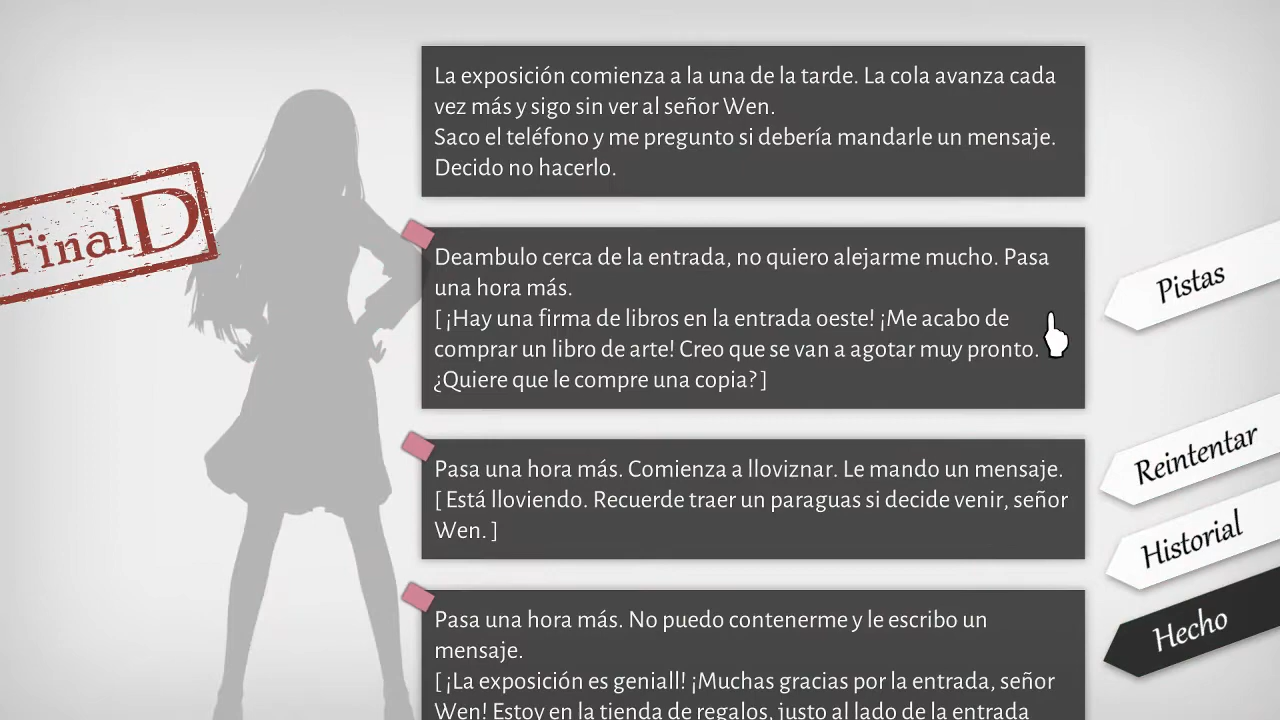 La exposición comienza a la una de la tarde. La cola avanza cada
vez más y sigo sin ver al señor Wen.
Saco el teléfono y me pregunto si debería mandarle un mensaje.
Decido no hacerlo.
FinalD
Deambulo cerca de la entrada, no quiero alejarme mucho. Pasa
una hora más.
[ ¡Hay una firma de libros en la entrada oeste! ¡Me acabo de
comprar un libro de arte! Creo que se van a agotar muy pronto.
¿Quiere que le compre una copia? ]
Pistas
Pasa una hora más. Comienza a lloviznar. Le mando un mensaje.
[ Está lloviendo. Recuerde traer un paraguas si decide venir, señor
Wen. ]
Reintentar
Historial
Pasa una hora más. No puedo contenerme y le escribo un
mensaje.
[ ¡La exposición es geniall! ¡Muchas gracias por la entrada, señor
Wen! Estoy en la tienda de regalos, justo al lado de la entrada
Hecho